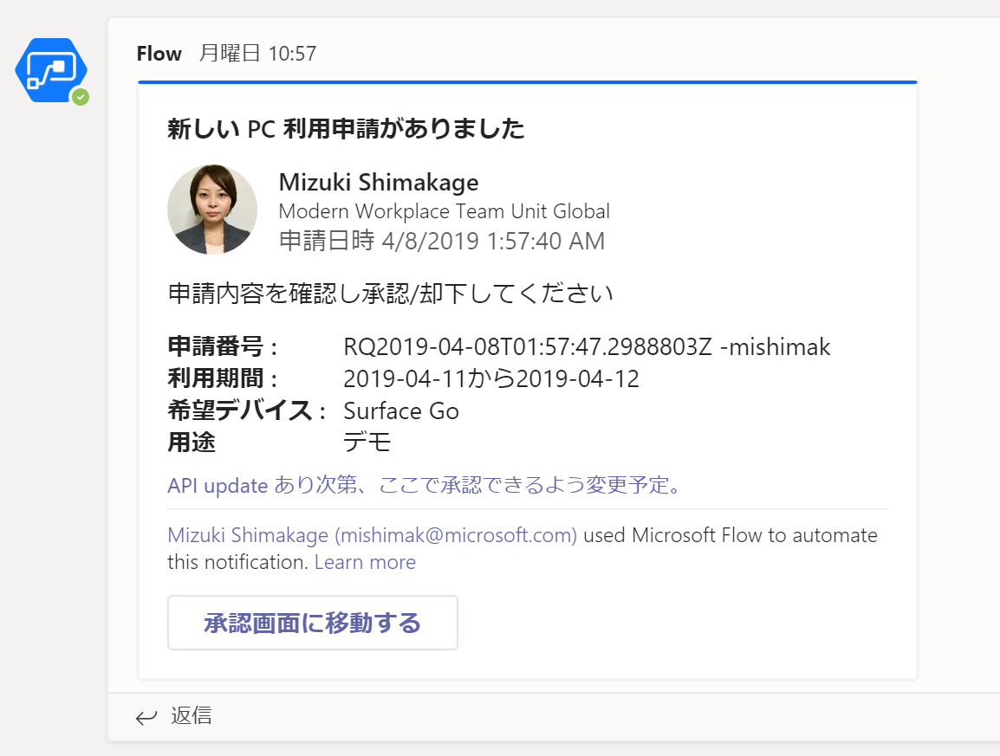 Flow 月曜日 10:57
新しい PC 利用申請がありました
Mizuki Shimakage
Modern Workplace Team Unit Global
申請日時 4/8/2019 1:57:40 AM
申請内容を確認し承認/却下してください
申請番号 : RQ2019-04-08T01:57:47.2988803Z -mishimak
利用期間 : 2019-04-11から2019-04-12
希望デバイス : Surface Go
用途 デモ
API update あり次第、ここで承認できるよう変更予定。
Mizuki Shimakage (mishimak@microsoft.com) used Microsoft Flow to automate
this notification. Learn more
承認画面に移動する
返信